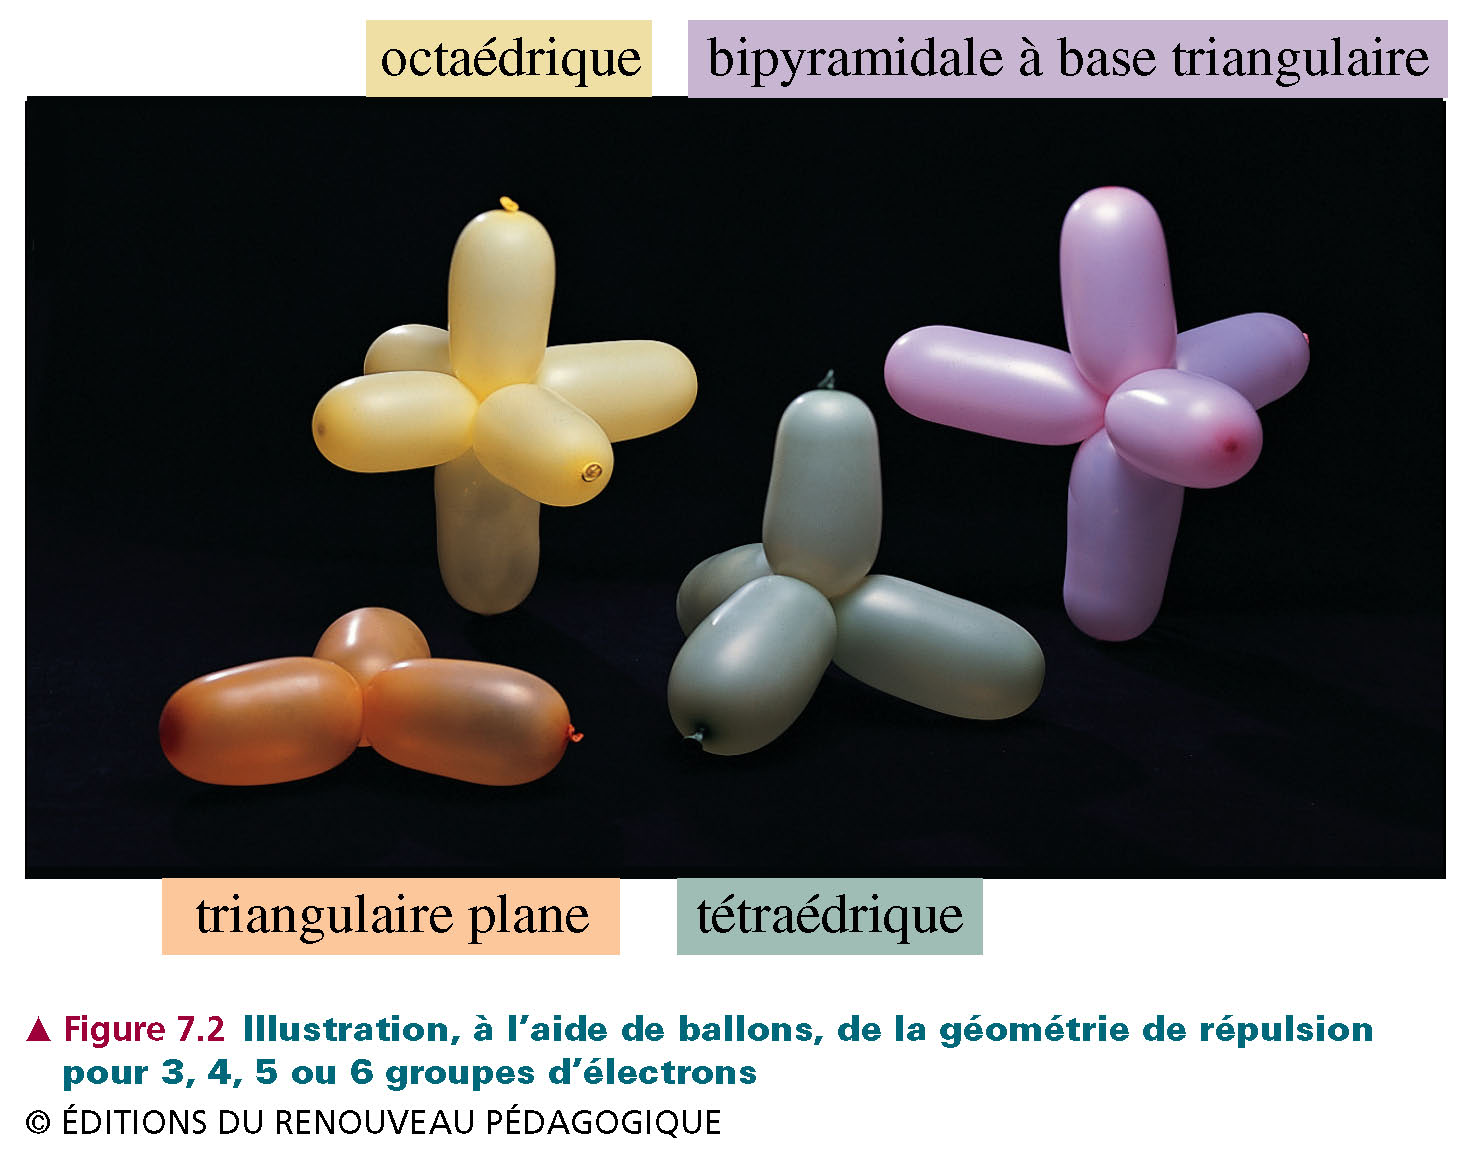 octaédrique
bipyramidale à base triangulaire
triangulaire plane
tétraédrique
▲ Figure 7.2 Illustration, à l’aide de ballons, de la géométrie de répulsion
pour 3, 4, 5 ou 6 groupes d’électrons
© ÉDITIONS DU RENOUVEAU PÉDAGOGIQUE